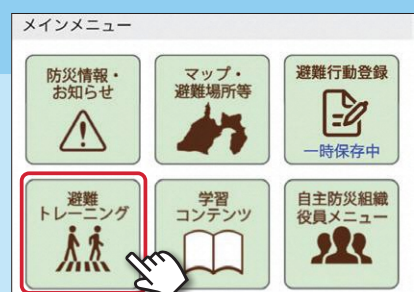 メインメニュー
防災情報・
お知らせ
マップ・
避難場所等
避難行動登録
一時保存中
避難
トレーニング
学習
コンテンツ
自主防災組織
役員メニュー